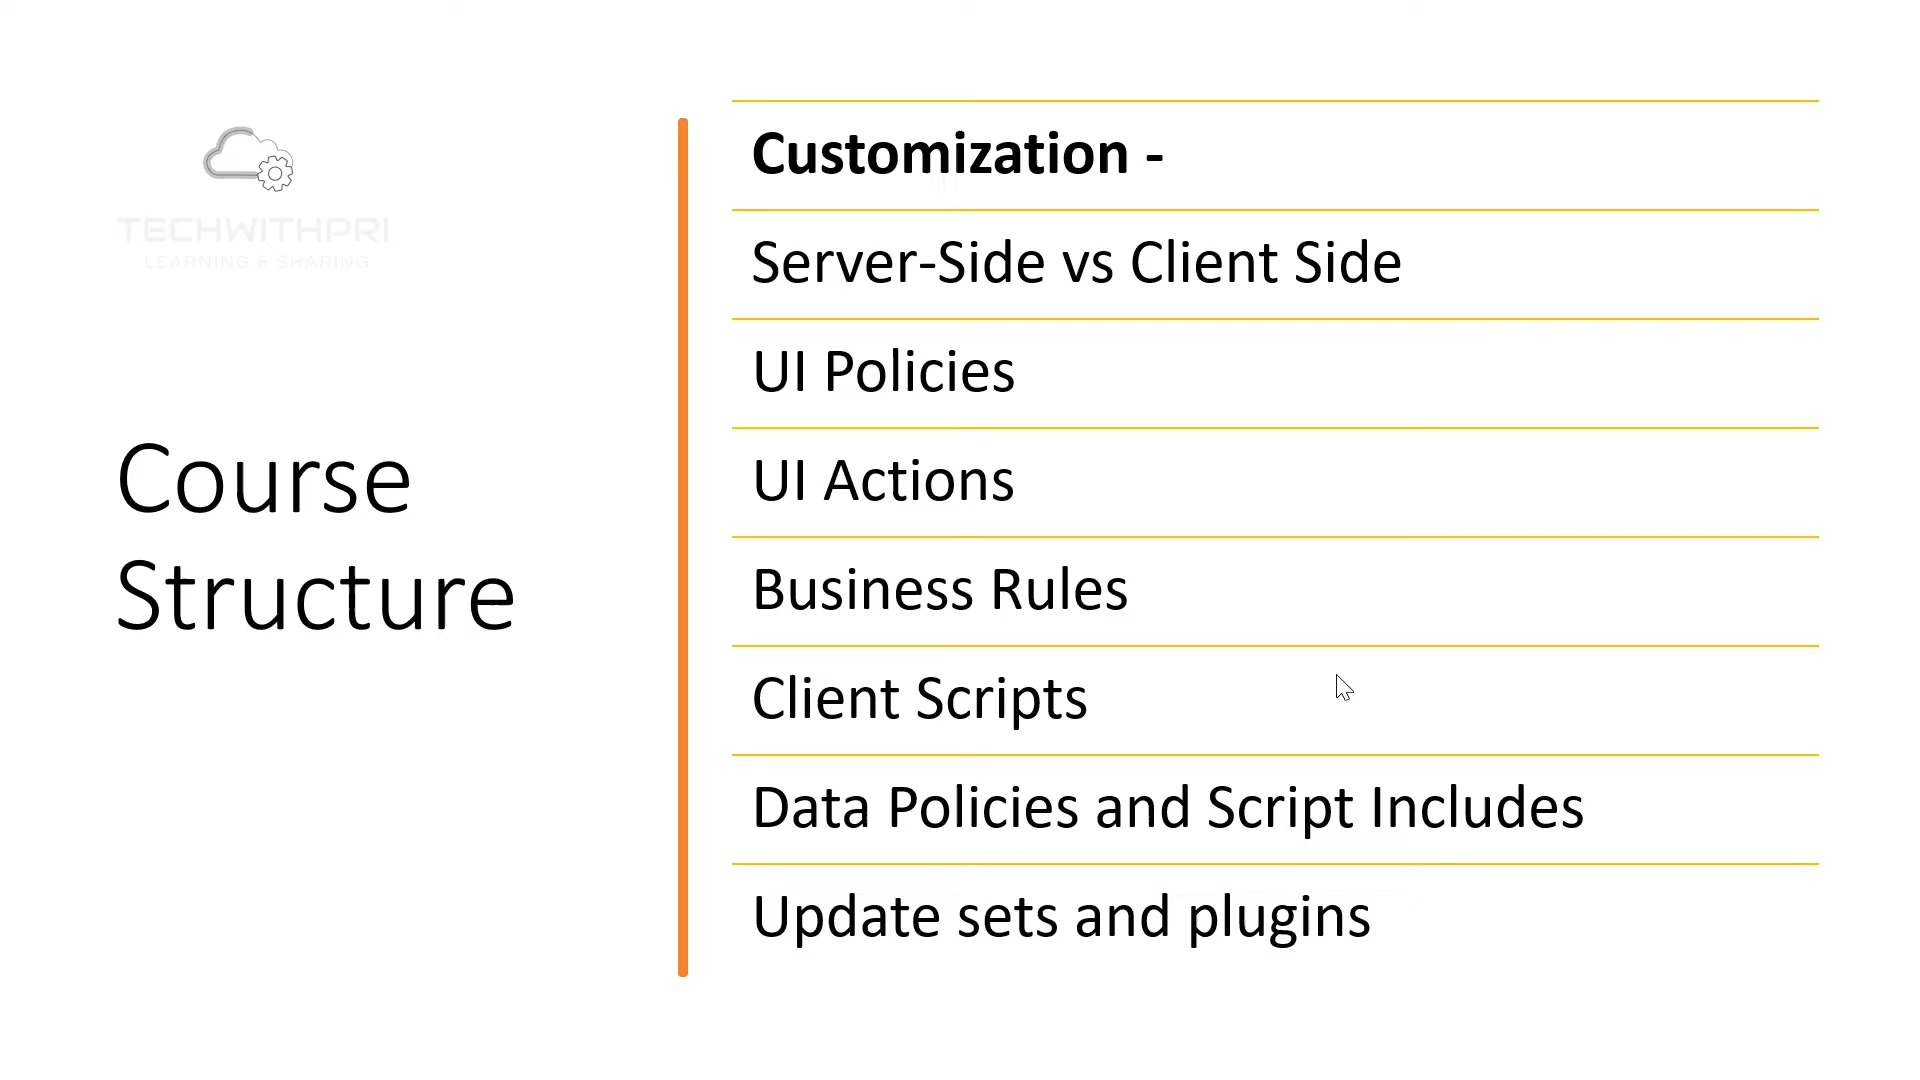 TECHWITHPRI
LEARNING & SHARING
Course
Structure
Customization -
Server-Side vs Client Side
UI Policies
UI Actions
Business Rules
Client Scripts
Data Policies and Script Includes
Update sets and plugins